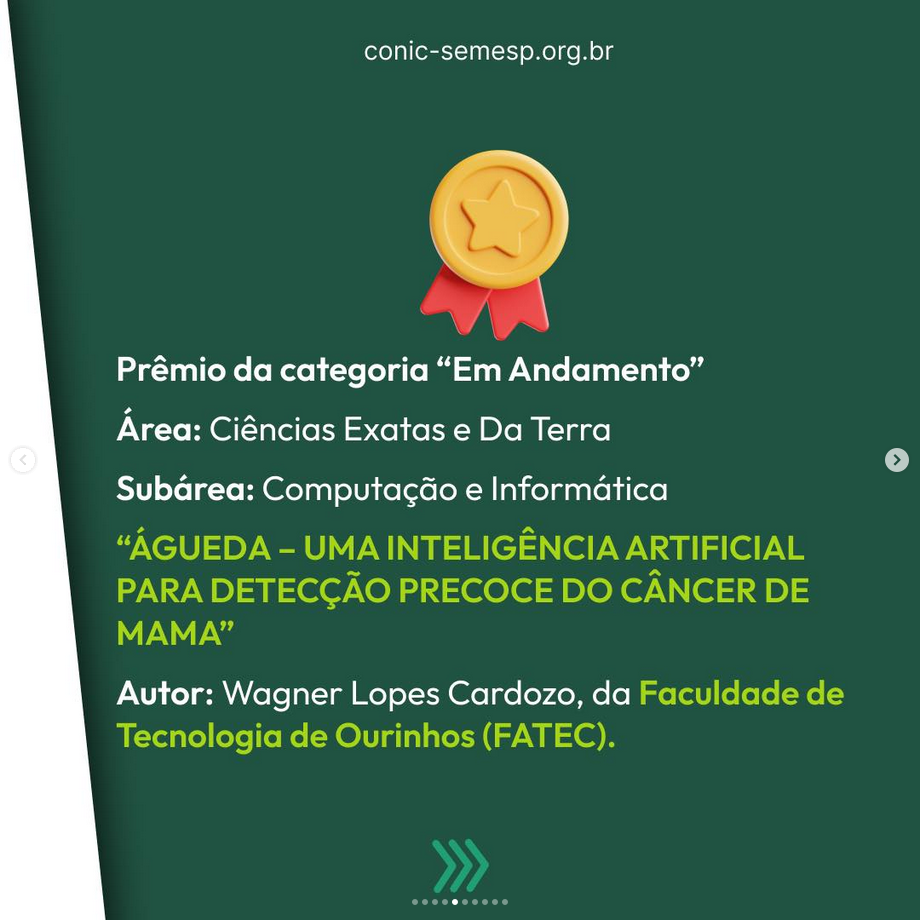 conic-semesp.org.br
Prêmio da categoria “Em Andamento”
Área: Ciências Exatas e Da Terra
Subárea: Computação e Informática
“ÁGUEDA – UMA INTELIGÊNCIA ARTIFICIAL
PARA DETECÇÃO PRECOCE DO CÂNCER DE
MAMA”
Autor: Wagner Lopes Cardozo, da Faculdade de
Tecnologia de Ourinhos (FATEC).